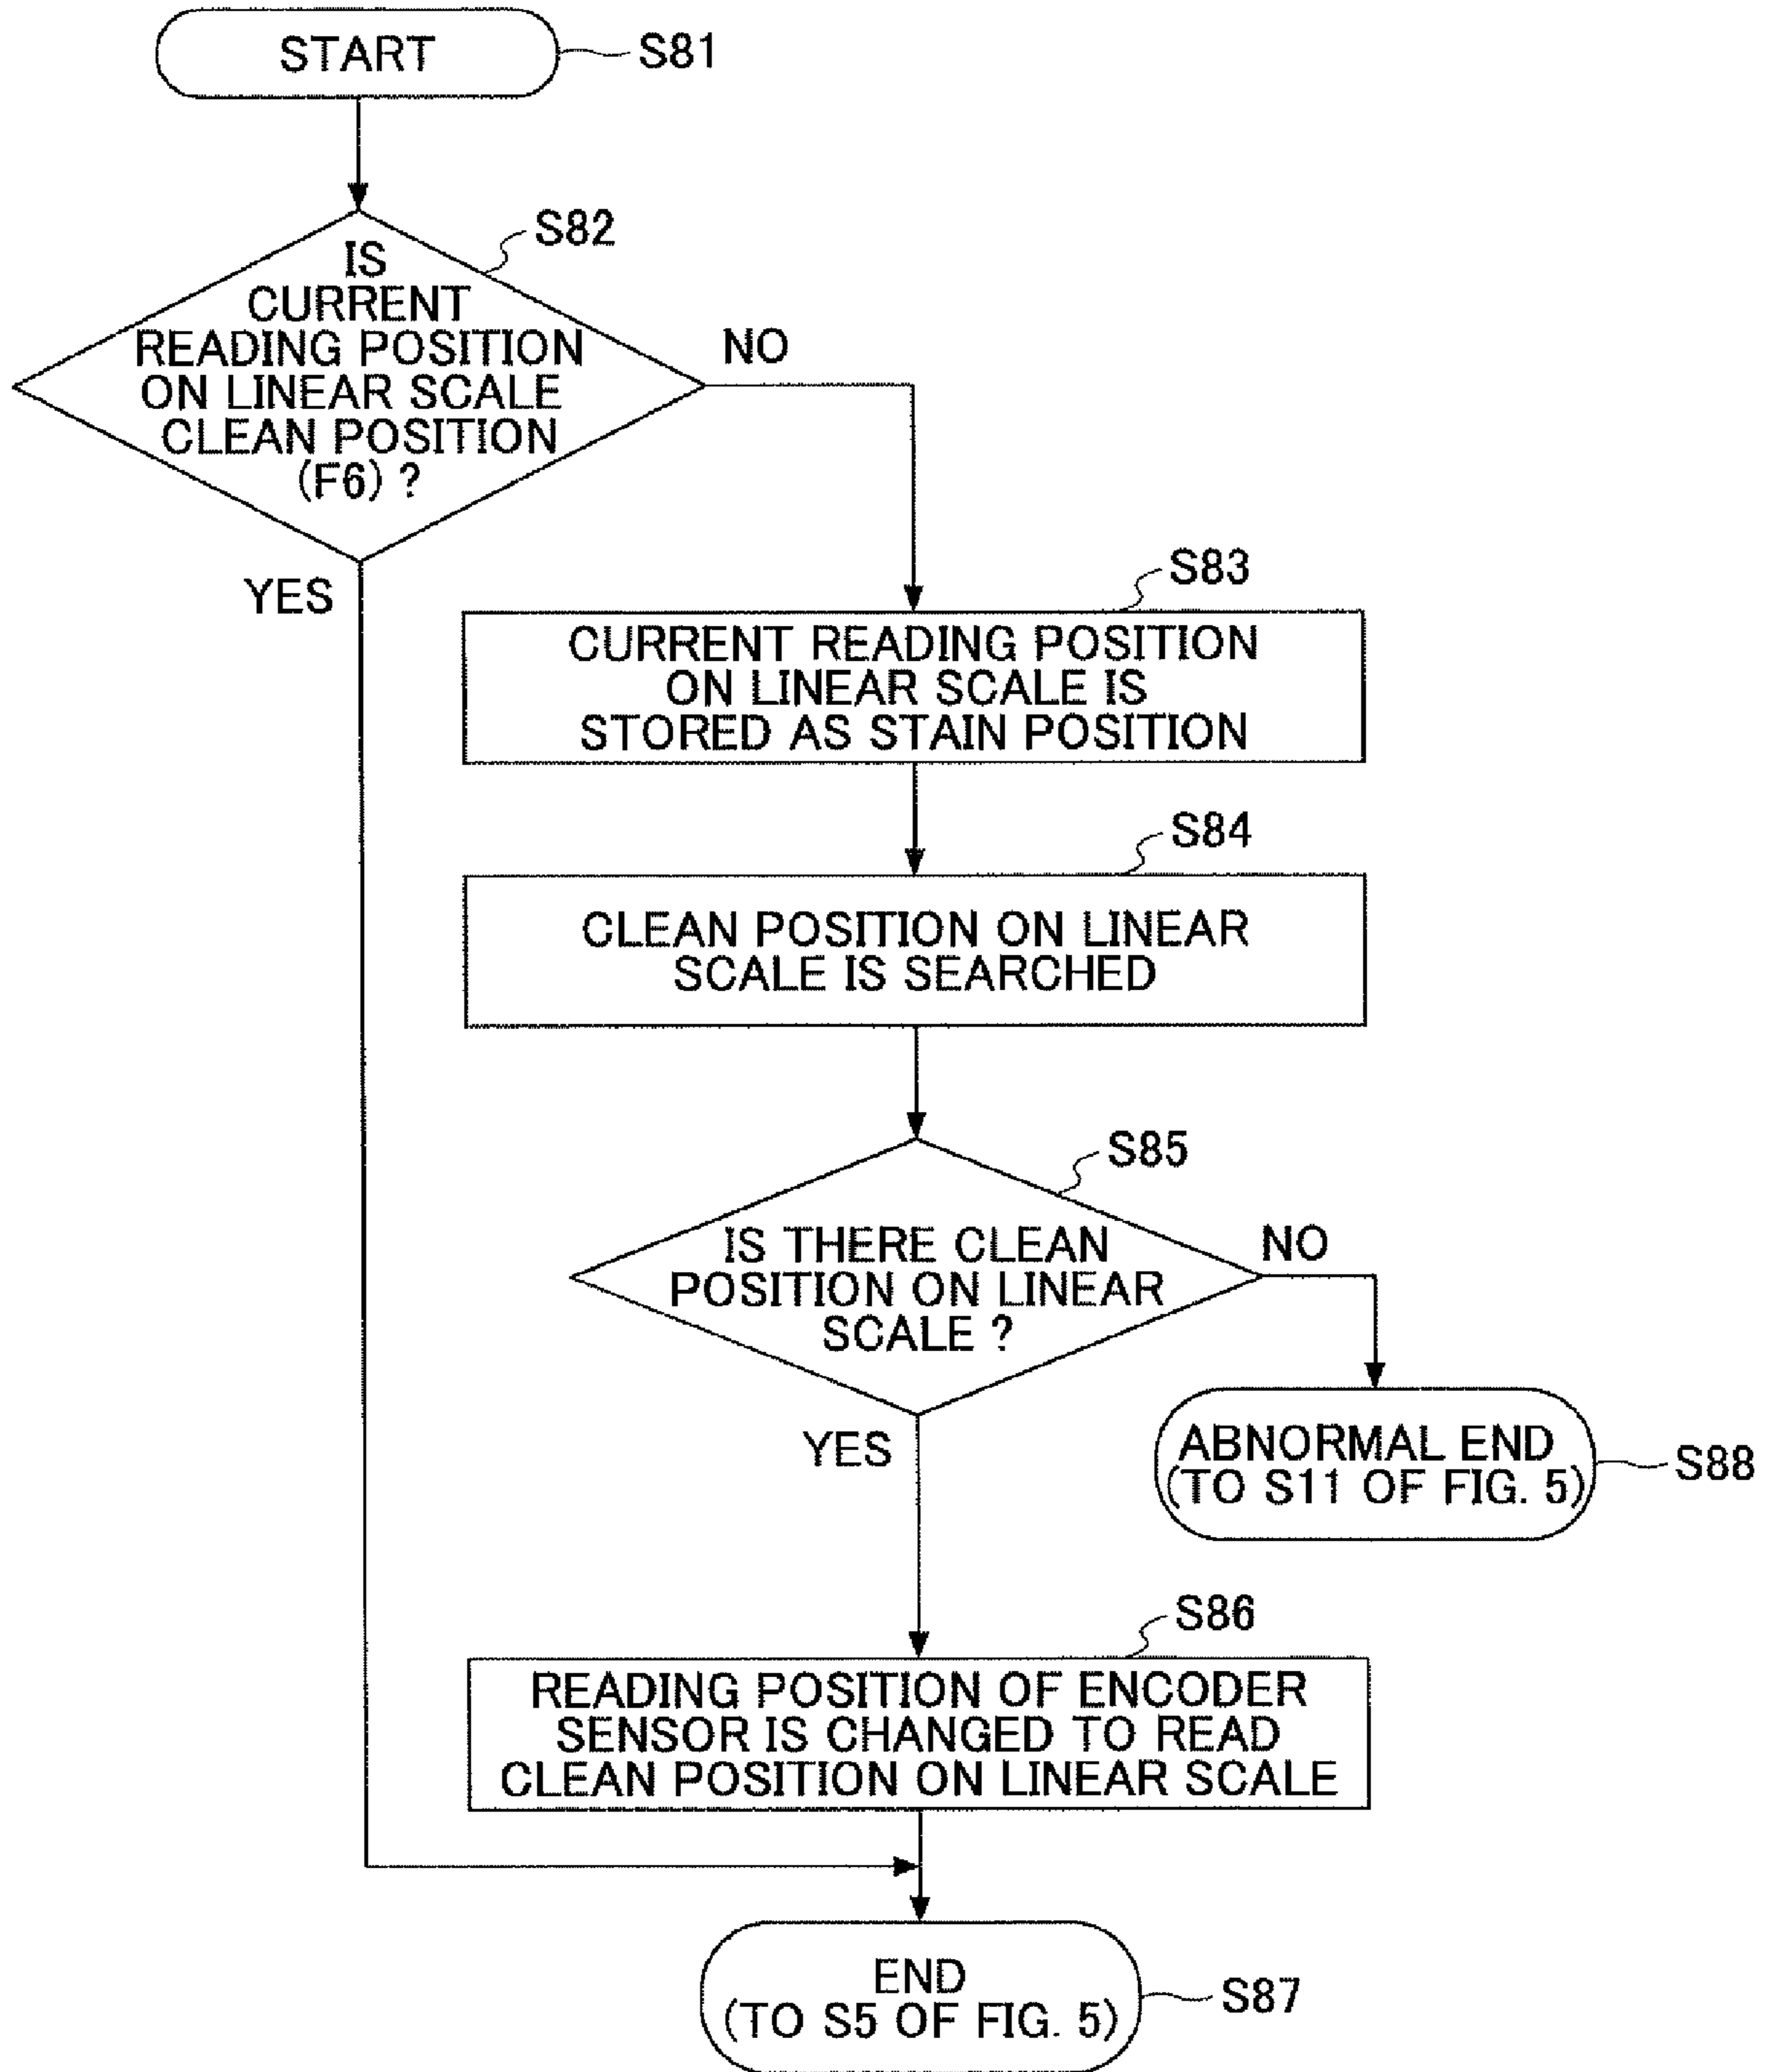 START
S81
S82
IS
CURRENT
READING POSITION
ON LINEAR SCALE
CLEAN POSITION
(F6) ?
NO
YES
S83
CURRENT READING POSITION
ON LINEAR SCALE IS
STORED AS STAIN POSITION
S84
CLEAN POSITION ON LINEAR
SCALE IS SEARCHED
S85
IS THERE CLEAN
POSITION ON LINEAR
SCALE ?
NO
YES
ABNORMAL END
(TO S11 OF FIG. 5)
S88
S86
READING POSITION OF ENCODER
SENSOR IS CHANGED TO READ
CLEAN POSITION ON LINEAR SCALE
END
(TO S5 OF FIG. 5)
S87